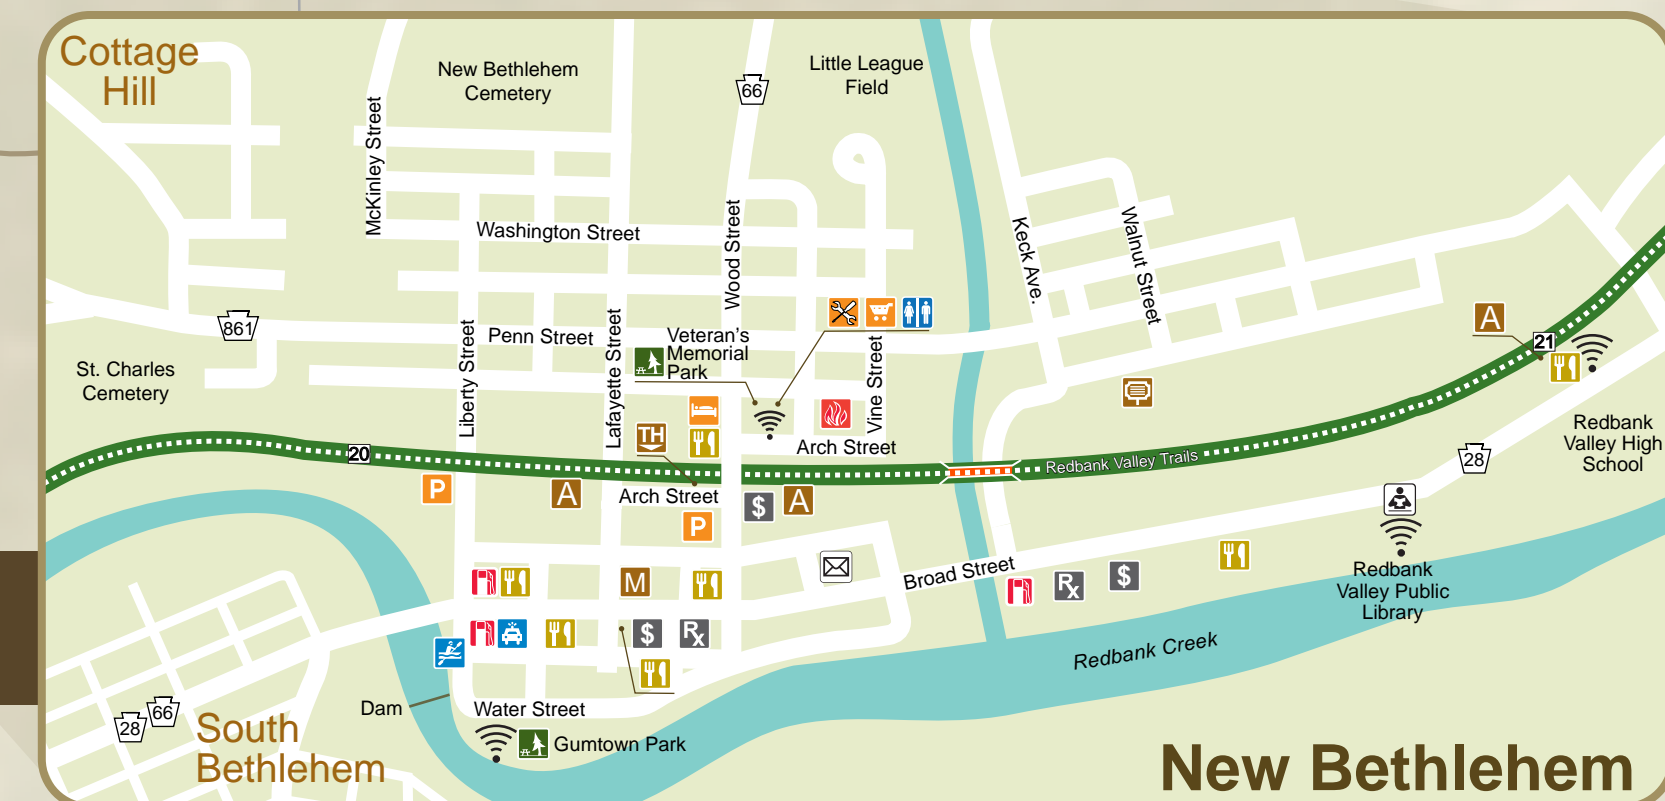 Cottage
Hill
New Bethlehem
Cemetery
66
Little League
Field
McKinley Street
Washington Street
Wood Street
Keck Ave.
Walnut Street
861
Penn Street
Liberty Street
Lafayette Street
Veteran's
Memorial
Park
Vine Street
A
21
St. Charles
Cemetery
TH
Arch Street
20
Redbank Valley Trails
28
Redbank
Valley High
School
P
A
Arch Street
$
A
P
Broad Street
M
Rx
$
Redbank
Valley Public
Library
$
Rx
Redbank Creek
Dam
Water Street
28
66
South
Bethlehem
Gumtown Park
New Bethlehem